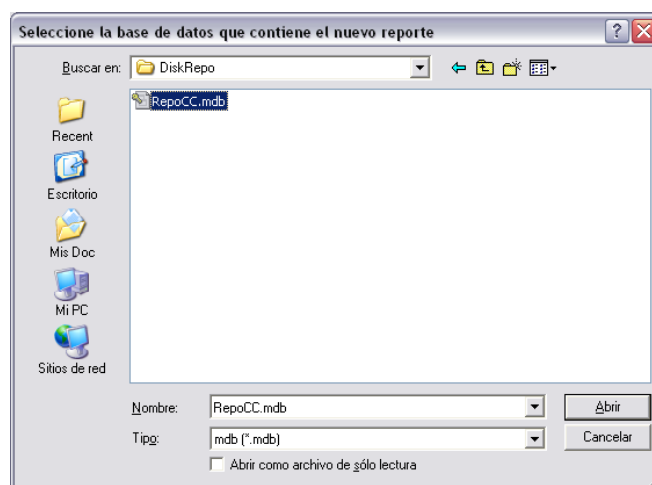 Seleccione la base de datos que contiene el nuevo reporte
Buscar en: DiskRepo
RepoCC.mdb
Recent
Escritorio
Mis Doc
Mi PC
Sitios de red
Nombre: RepoCC.mdb Abrir
Tipo: mdb (*.mdb) Cancelar
Abrir como archivo de sólo lectura